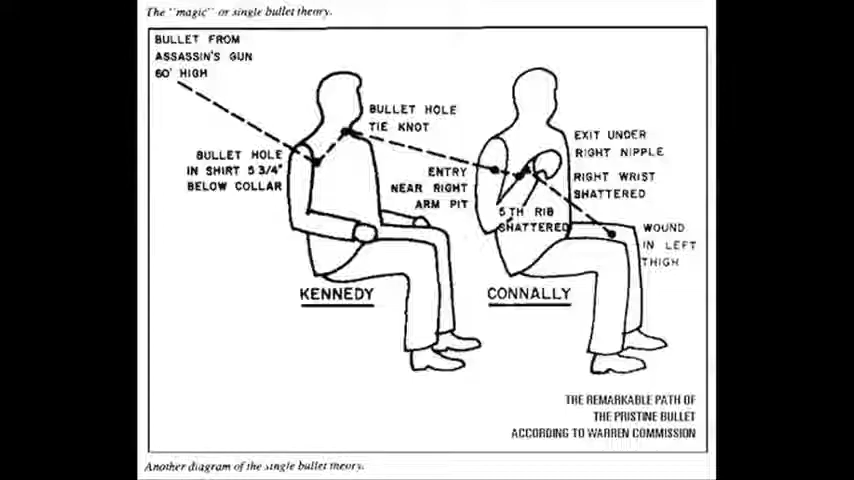 The "magic" or single bullet theory.
BULLET FROM
ASSASSIN'S GUN
60' HIGH
BULLET HOLE
TIE KNOT
BULLET HOLE
IN SHIRT 5 3/4"
BELOW COLLAR
ENTRY
NEAR RIGHT
ARM PIT
EXIT UNDER
RIGHT NIPPLE
RIGHT WRIST
SHATTERED
5TH RIB
SHATTERED
WOUND
IN LEFT
THIGH
KENNEDY
CONNALLY
THE REMARKABLE PATH OF
THE PRISTINE BULLET
ACCORDING TO WARREN COMMISSION
Another diagram of the single bullet theory.